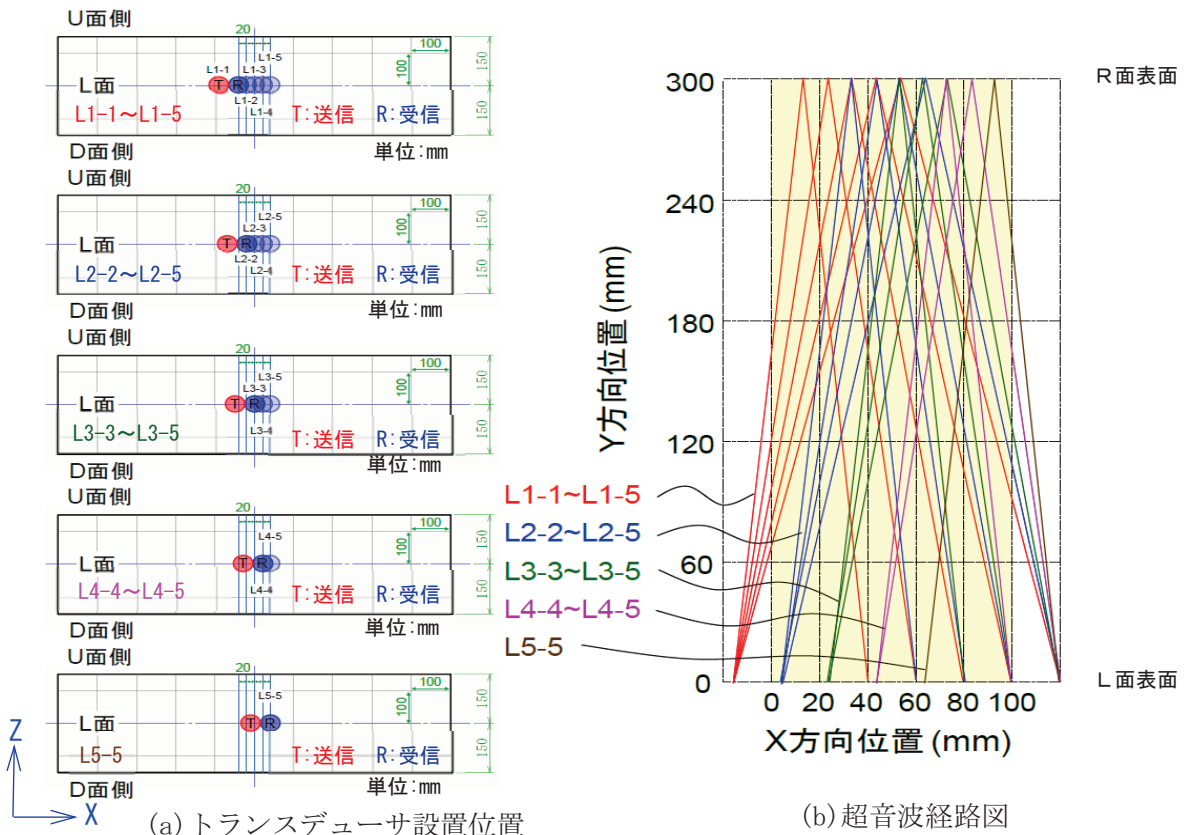 U面側
20
100
L1-5
L1-1
L1-3
100
150
L面
T
R
L1-2
L1-1~L1-5
L1-4
T:送信
R:受信
150
D面側
単位:mm
U面側
20
100
L2-5
L2-3
100
150
L面
T
R
L2-2
L2-2~L2-5
L2-4
T:送信
R:受信
150
D面側
単位:mm
U面側
20
100
L3-5
L3-3
100
150
L面
T
R
L3-3~L3-5
L3-4
T:送信
R:受信
150
D面側
単位:mm
U面側
20
100
L4-5
100
150
L面
T
R
L4-4~L4-5
L4-4
T:送信
R:受信
150
D面側
単位:mm
U面側
20
100
L5-5
100
150
L面
T
R
L5-5
T:送信
R:受信
150
D面側
単位:mm
Z
X
(a)トランスデューサ設置位置
R面表面
300
240
180
120
60
0
Y方向位置(mm)
L1-1~L1-5
L2-2~L2-5
L3-3~L3-5
L4-4~L4-5
L5-5
L面表面
0 20 40 60 80 100
X方向位置(mm)
(b)超音波経路図